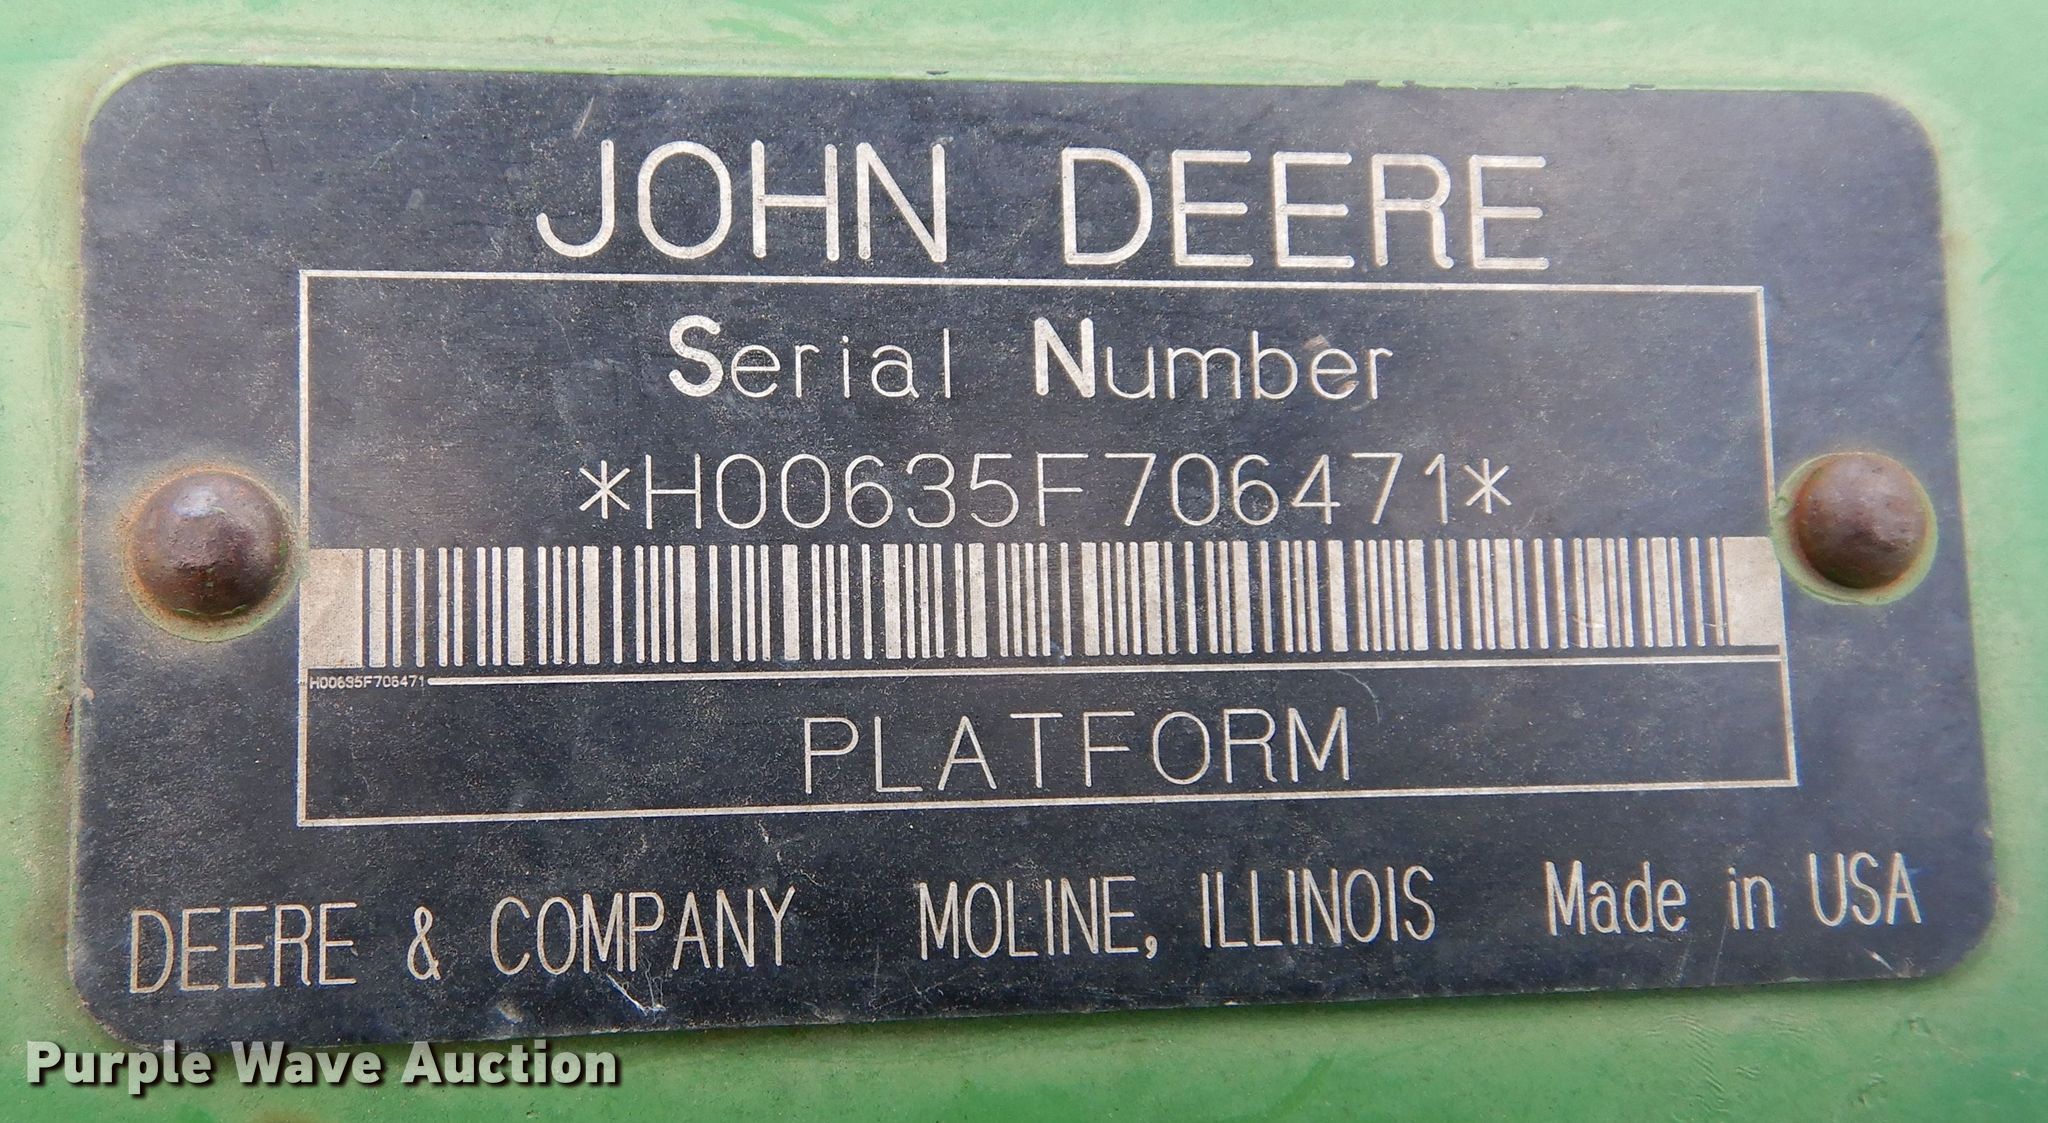 JOHN DEERE
Serial Number
*H00635F706471*
H00635F706471
PLATFORM
DEERE & COMPANY MOLINE, ILLINOIS Made in USA
Purple Wave Auction